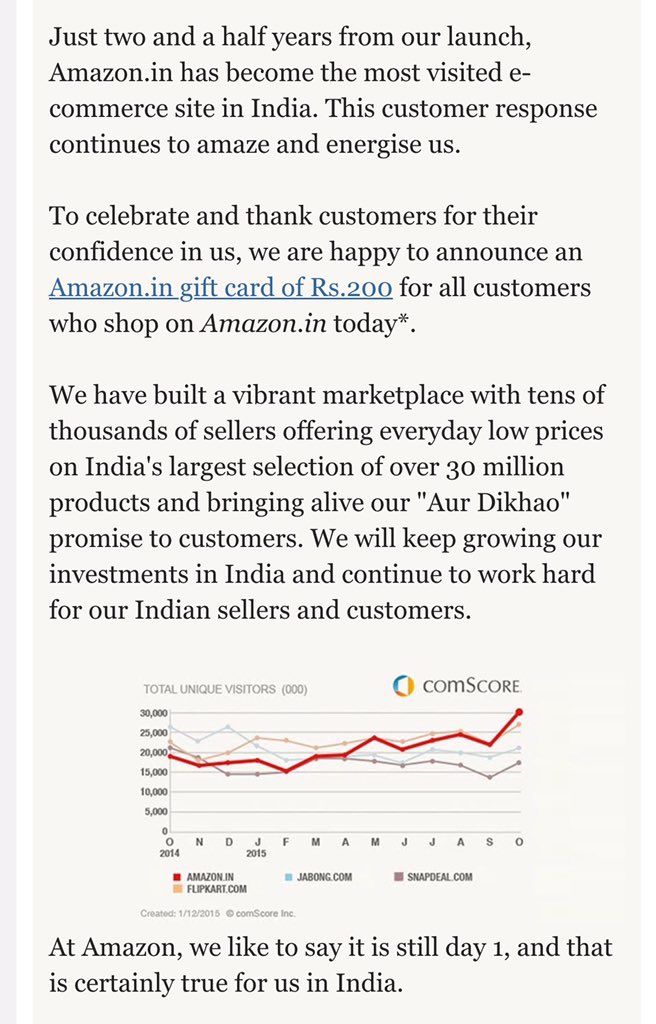 Just two and a half years from our launch,
Amazon.in has become the most visited e-
commerce site in India. This customer response
continues to amaze and energise us.
To celebrate and thank customers for their
confidence in us, we are happy to announce an
Amazon.in gift card of Rs.200 for all customers
who shop on Amazon.in today*.
We have built a vibrant marketplace with tens of
thousands of sellers offering everyday low prices
on India's largest selection of over 30 million
products and bringing alive our "Aur Dikhao"
promise to customers. We will keep growing our
investments in India and continue to work hard
for our Indian sellers and customers.
TOTAL UNIQUE VISITORS (000)
comSCORE.
30,000
25,000
20,000
15,000
10,000
5,000
0
O N D J F M A M J J A S O
2014 2015
AMAZON.IN JABONG.COM SNAPDEAL.COM
FLIPKART.COM
Created: 1/12/2015 © comScore Inc.
At Amazon, we like to say it is still day 1, and that
is certainly true for us in India.